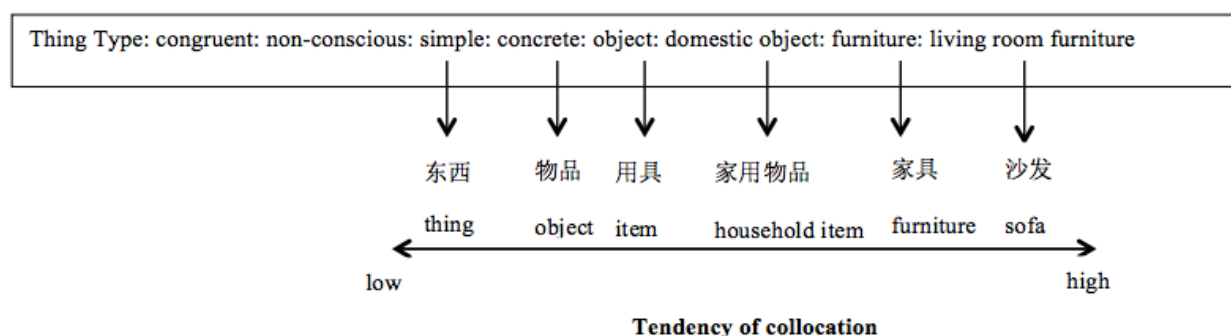 Thing Type: congruent: non-conscious: simple: concrete: object: domestic object: furniture: living room furniture
东西 物品 用具 家用物品 家具 沙发
thing object item household item furniture sofa
low high
Tendency of collocation